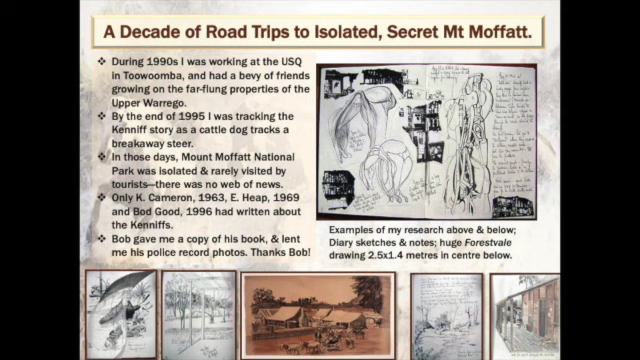 A Decade of Road Trips to Isolated, Secret Mt Moffatt.
❖ During 1990s I was working at the USQ
in Toowoomba, and had a bevy of friends
growing on the far-flung properties of the
Upper Warrego.
❖ By the end of 1995 I was tracking the
Kenniff story as a cattle dog tracks a
breakaway steer.
❖ In those days, Mount Moffatt National
Park was isolated & rarely visited by
tourists—there was no web of news.
❖ Only K. Cameron, 1963, E. Heap, 1969
and Bod Good, 1996 had written about
the Kenniffs.
❖ Bob gave me a copy of his book, & lent
me his police record photos. Thanks Bob!
Examples of my research above & below;
Diary sketches & notes; huge Forestvale
drawing 2.5x1.4 metres in centre below.